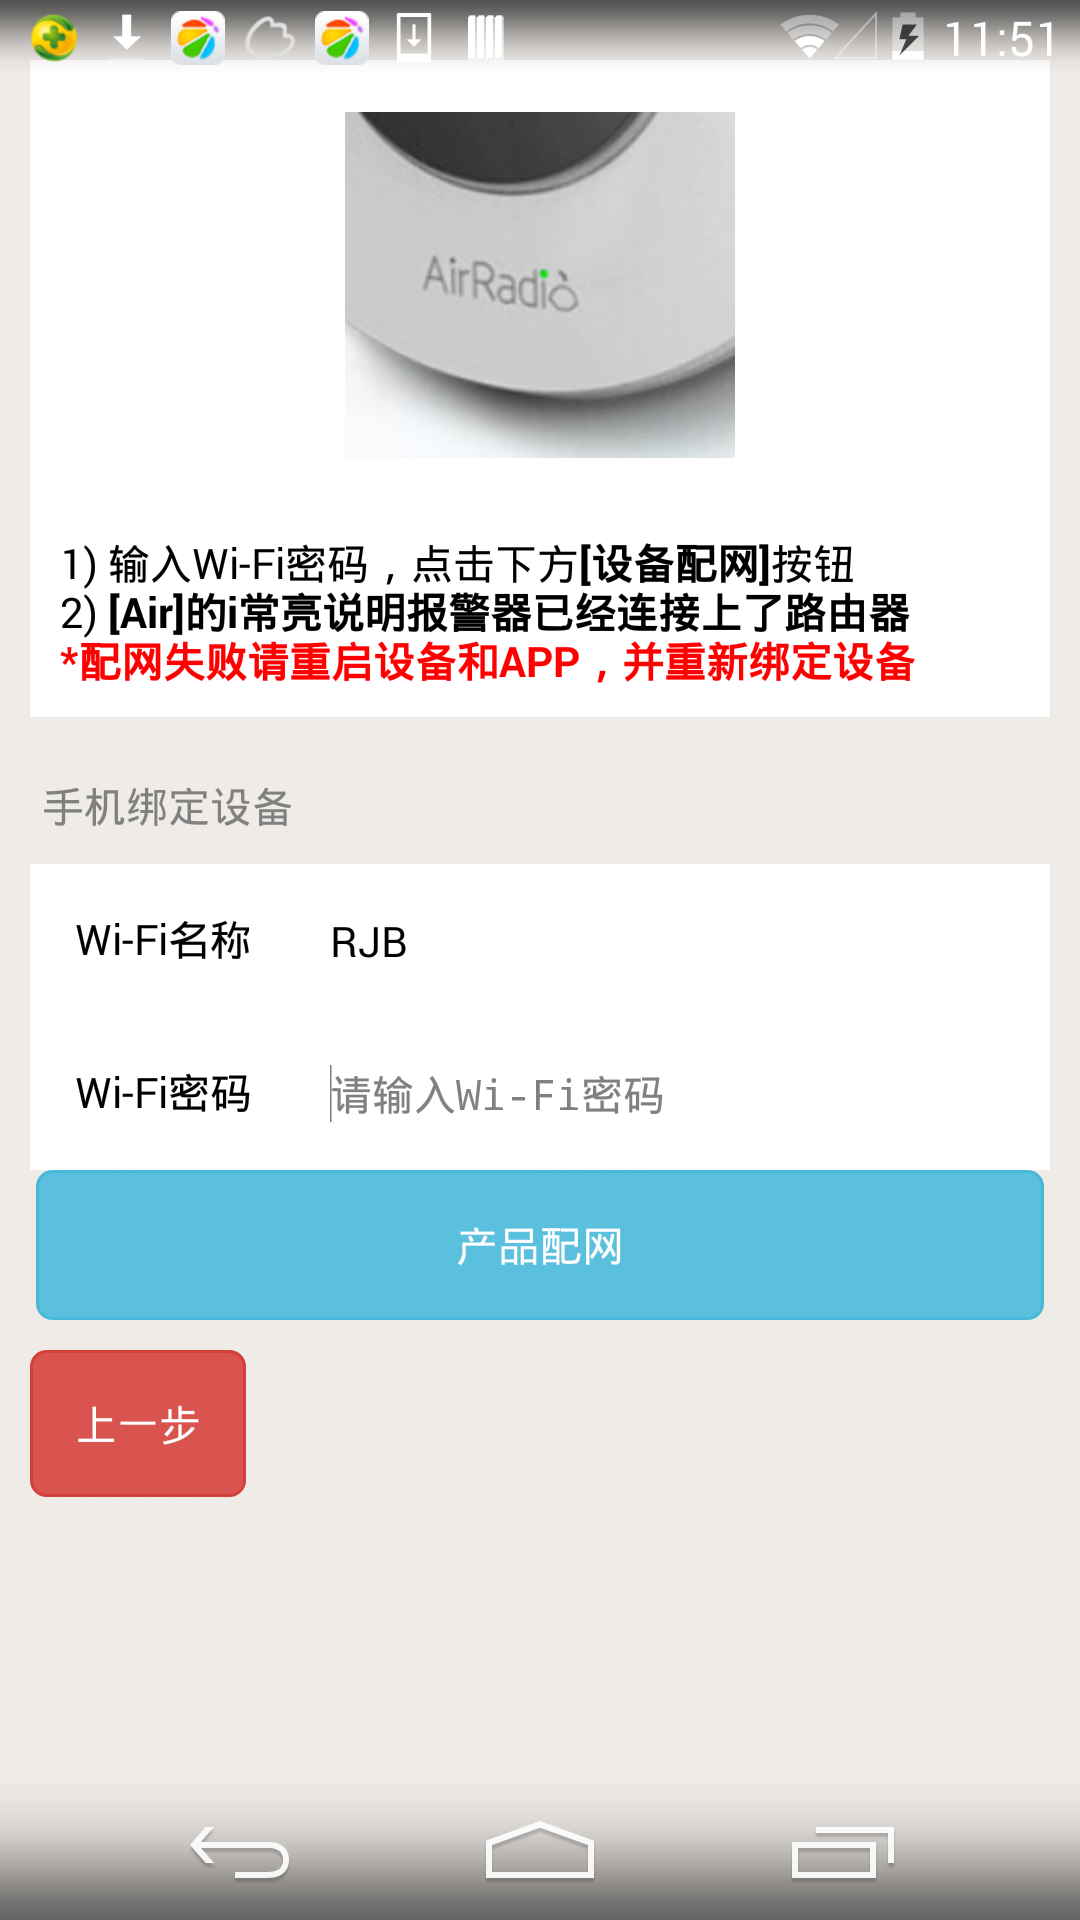 11:51
AirRadio
1) 输入Wi-Fi密码，点击下方[设备配网]按钮
2) [Air]的i常亮说明报警器已经连接上了路由器
*配网失败请重启设备和APP，并重新绑定设备
手机绑定设备
Wi-Fi名称 RJB
Wi-Fi密码 请输入Wi-Fi密码
产品配网
上一步